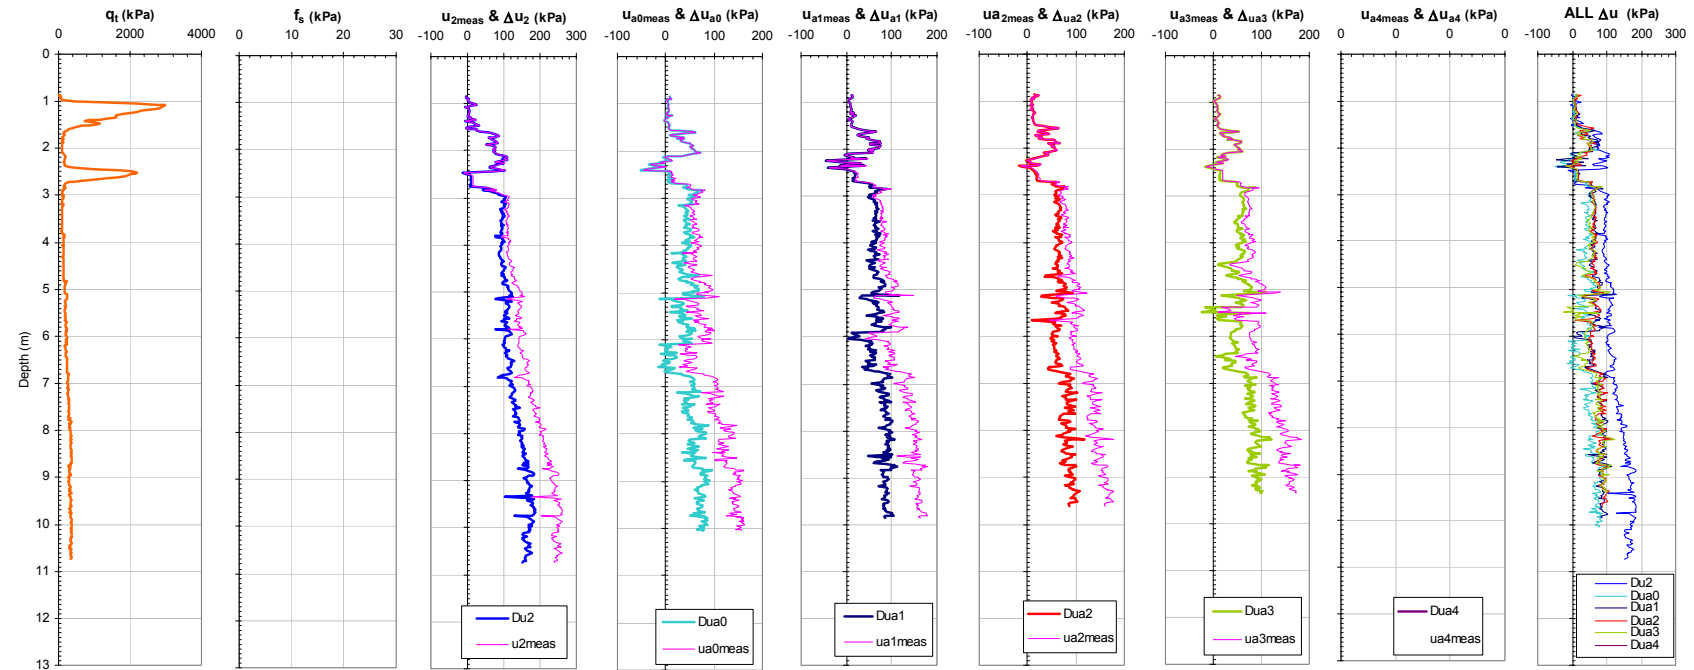 qt (kPa)
0 2000 4000
fs (kPa)
0 10 20 30
u2meas & Δu2 (kPa)
-100 0 100 200 300
ua0meas & Δua0 (kPa)
-100 0 100 200
ua1meas & Δua1 (kPa)
-100 0 100 200
ua2meas & Δua2 (kPa)
-100 0 100 200
ua3meas & Δua3 (kPa)
-100 0 100 200
ua4meas & Δua4 (kPa)
0 0 0 0
ALL Δu (kPa)
-100 0 100 200 300
Depth (m)
0
1
2
3
4
5
6
7
8
9
10
11
12
13
Du2
u2meas
Dua0
ua0meas
Dua1
ua1meas
Dua2
ua2meas
Dua3
ua3meas
Dua4
ua4meas
Du2
Dua0
Dua1
Dua2
Dua3
Dua4